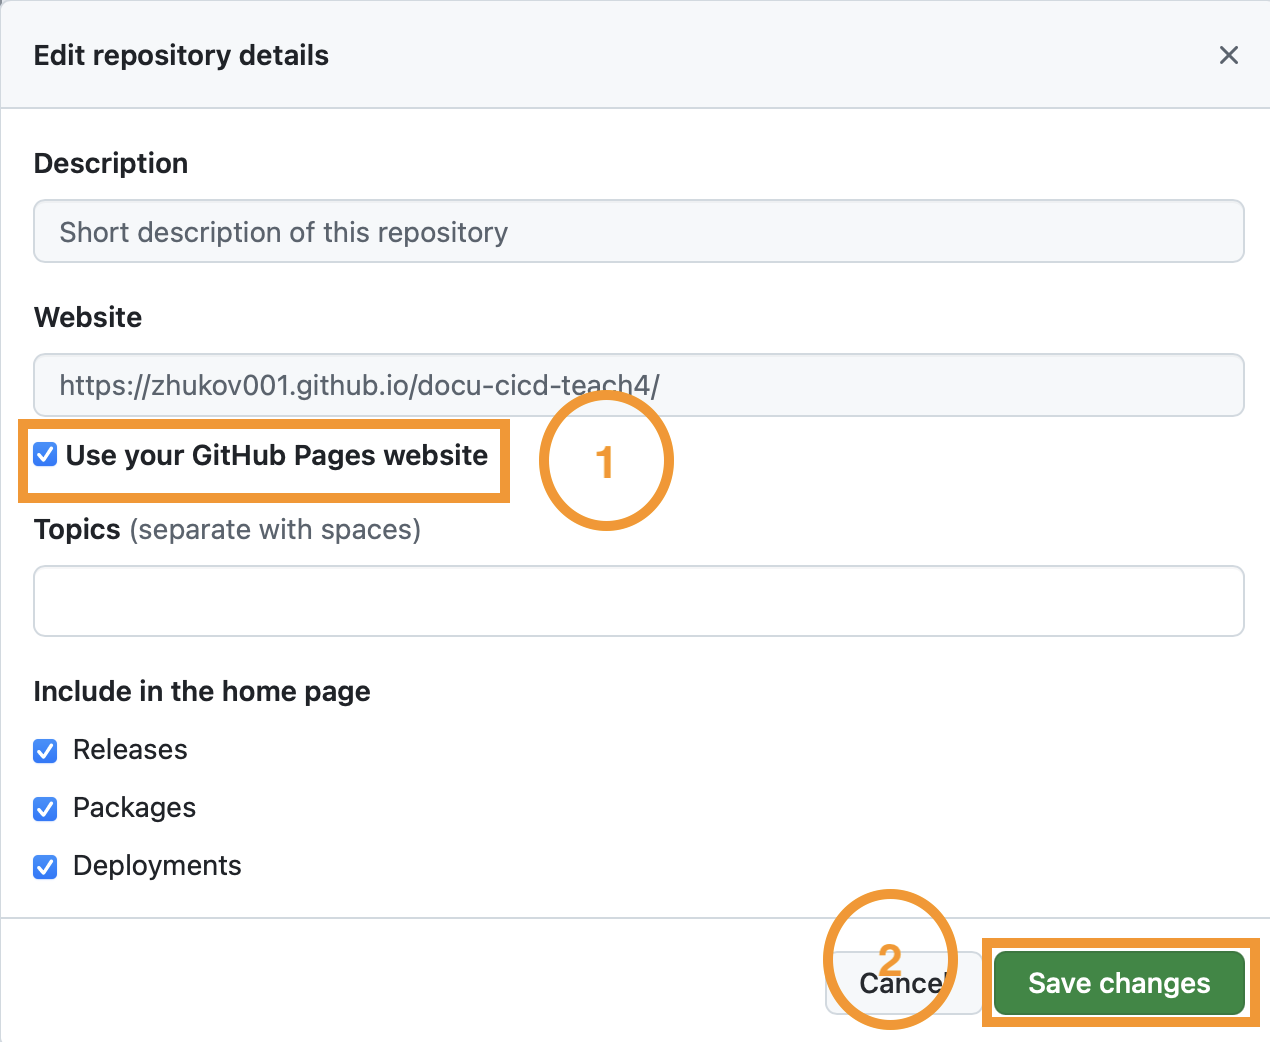 Edit repository details
Description
Short description of this repository
Website
https://zhukov001.github.io/docu-cicd-teach4/
Use your GitHub Pages website
1
Topics (separate with spaces)
Include in the home page
Releases
Packages
Deployments
2
Cancel
Save changes